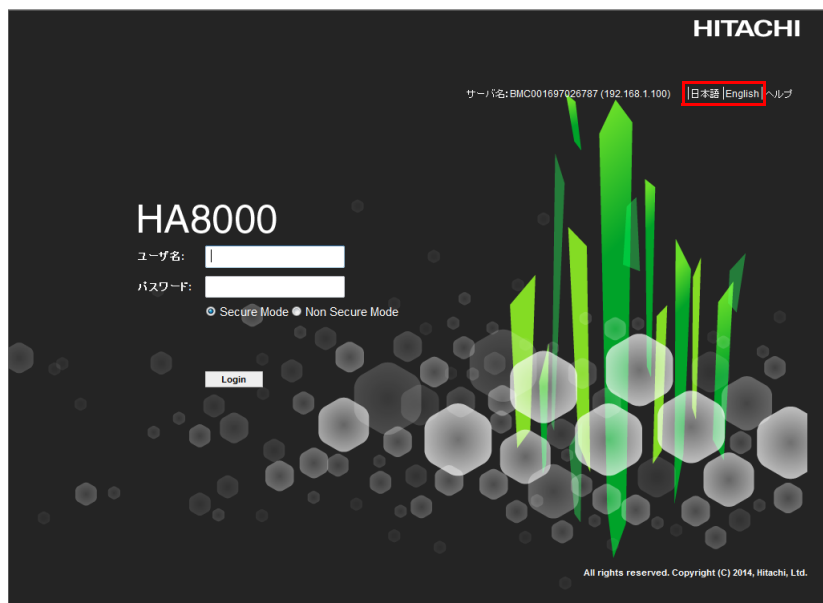 HITACHI
サーバ名: BMC001697026787 (192.168.1.100) |日本語 |English| ヘルプ
HA8000
ユーザ名:
パスワード:
Secure Mode Non Secure Mode
Login
All rights reserved. Copyright (C) 2014, Hitachi, Ltd.